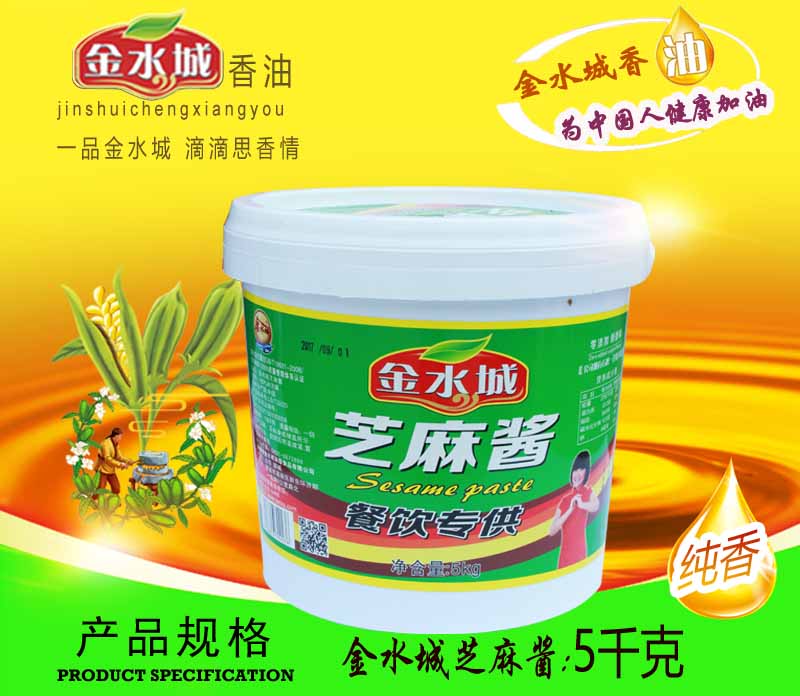 金水城 香油
jinshuichengxiangyou
一品金水城 滴滴思香情
金水城香油
为中国人健康加油
2017 /09/ 01
金水城
芝麻酱
Sesame paste
餐饮专供
净含量:5kg
纯香
产品规格
PRODUCT SPECIFICATION
金水城芝麻酱:5千克